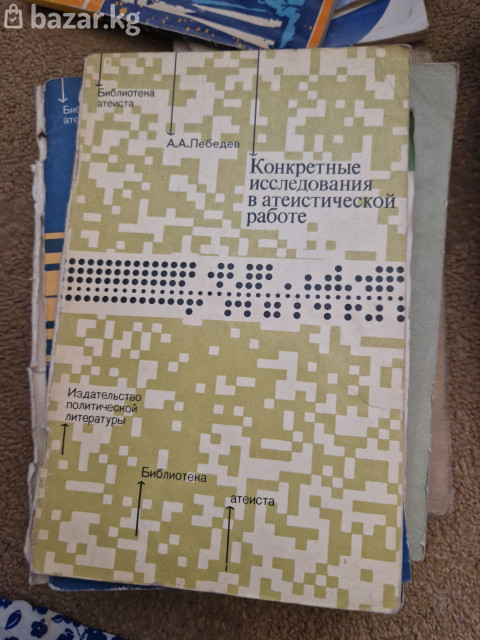 bazar.kg
Библиотека
атеиста
А.А.Лебедев
Конкретные
исследования
в атеистической
работе
Издательство
политической
литературы
Библиотека
атеиста